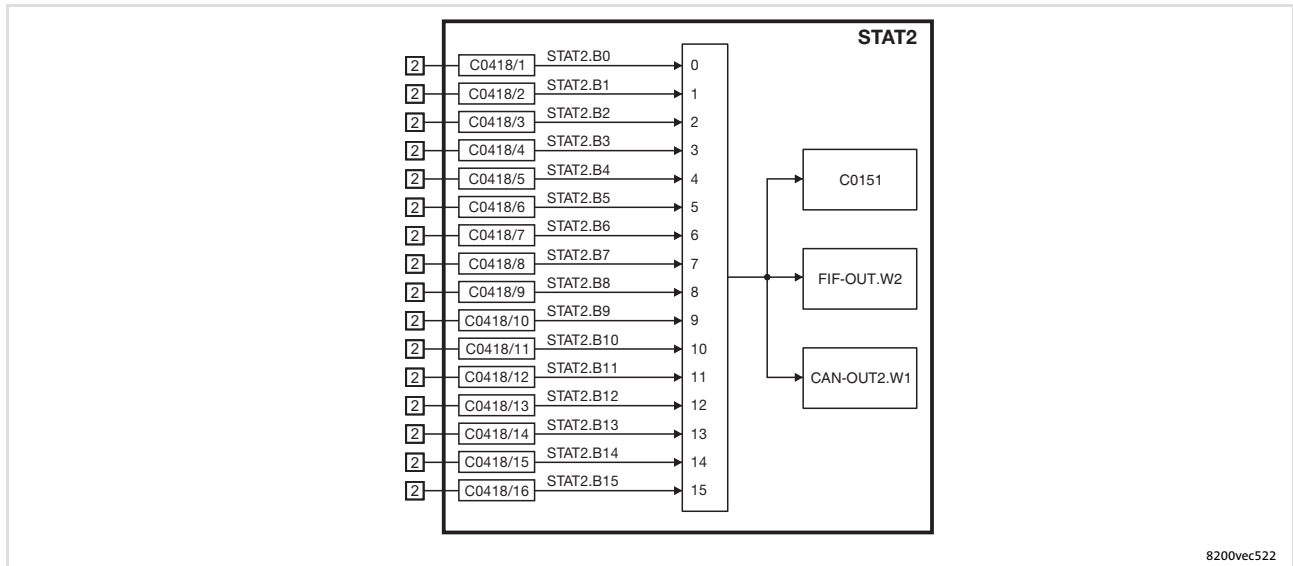 STAT2
2 C0418/1 STAT2.B0 0
2 C0418/2 STAT2.B1 1
2 C0418/3 STAT2.B2 2
2 C0418/4 STAT2.B3 3
2 C0418/5 STAT2.B4 4
2 C0418/6 STAT2.B5 5
2 C0418/7 STAT2.B6 6
2 C0418/8 STAT2.B7 7
2 C0418/9 STAT2.B8 8
2 C0418/10 STAT2.B9 9
2 C0418/11 STAT2.B10 10
2 C0418/12 STAT2.B11 11
2 C0418/13 STAT2.B12 12
2 C0418/14 STAT2.B13 13
2 C0418/15 STAT2.B14 14
2 C0418/16 STAT2.B15 15
C0151
FIF-OUT.W2
CAN-OUT2.W1
8200vec522